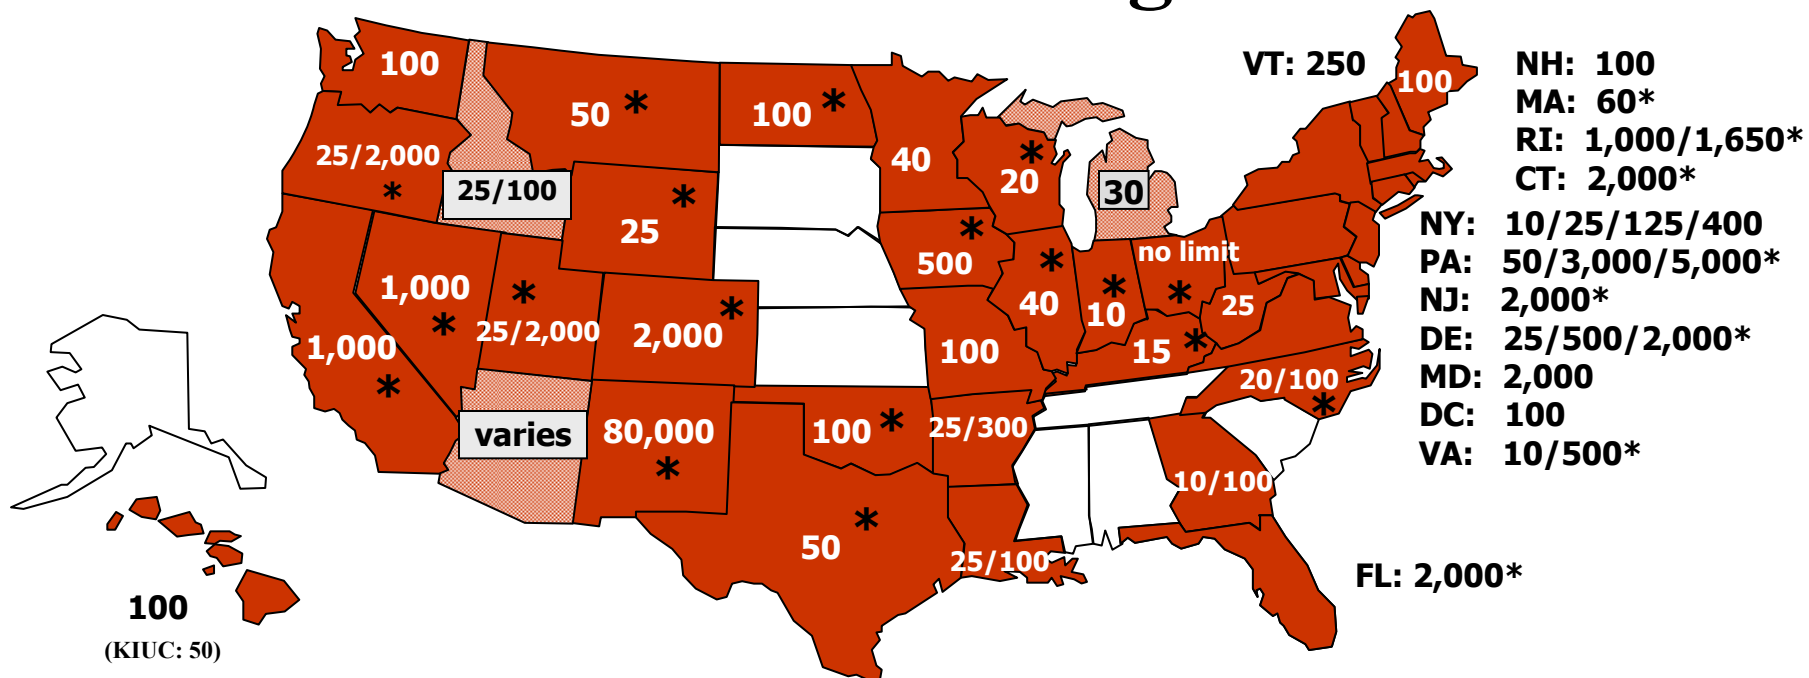 g
VT: 250
100
NH: 100
MA: 60*
RI: 1,000/1,650*
CT: 2,000*
NY: 10/25/125/400
PA: 50/3,000/5,000*
NJ: 2,000*
DE: 25/500/2,000*
MD: 2,000
DC: 100
VA: 10/500*
FL: 2,000*
100
50 *
100 *
40
20 *
30
25/2,000
*
25/100
25 *
500 *
no limit
*
1,000
*
25/2,000 *
2,000 *
40 *
10 *
25
1,000
*
100
15 *
20/100
*
varies
80,000
*
100 *
25/300
10/100
50 *
25/100
100
(KIUC: 50)